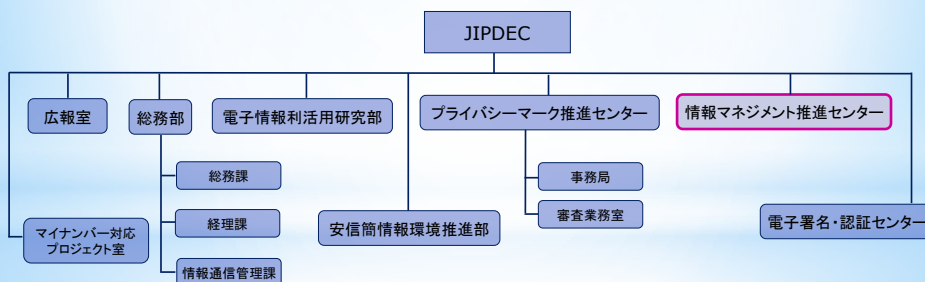 JIPDEC
広報室
総務部
電子情報利活用研究部
プライバシーマーク推進センター
情報マネジメント推進センター
総務課
事務局
経理課
審査業務室
マイナンバー対応
プロジェクト室
安信簡情報環境推進部
電子署名・認証センター
情報通信管理課